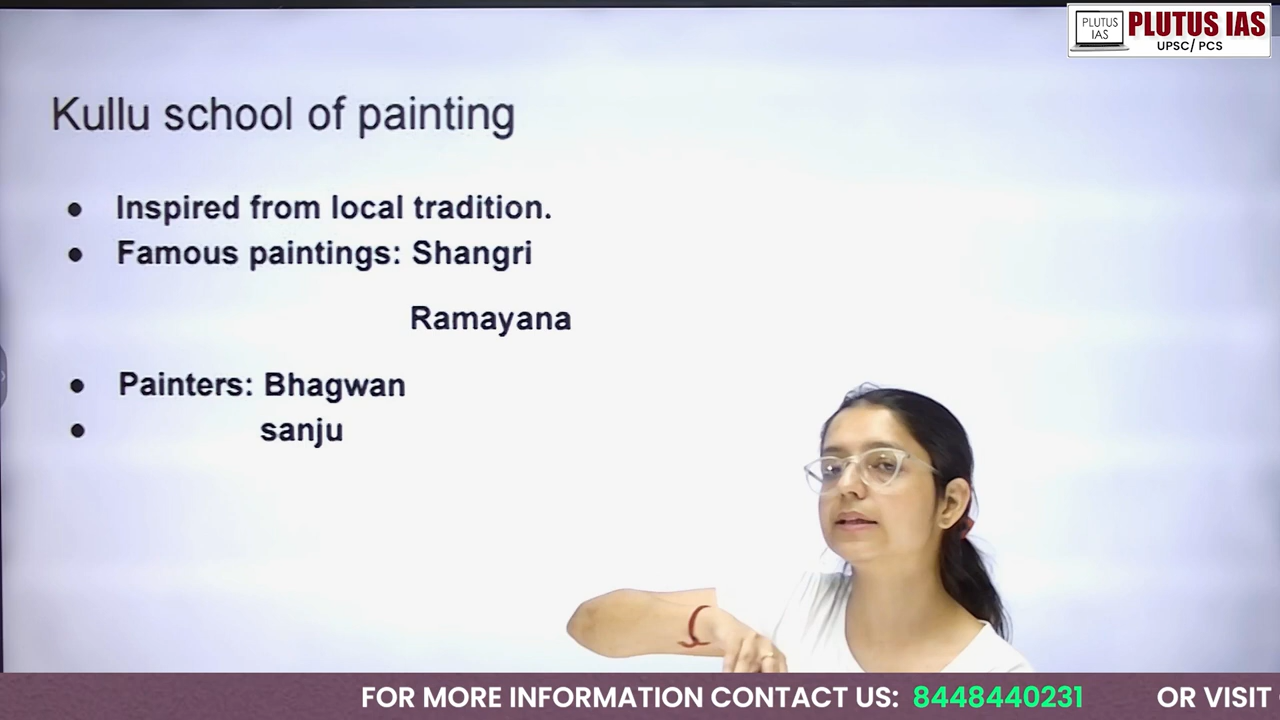 PLUTUS
IAS
PLUTUS IAS
UPSC/ PCS
Kullu school of painting
● Inspired from local tradition.
● Famous paintings: Shangri
Ramayana
● Painters: Bhagwan
● sanju
FOR MORE INFORMATION CONTACT US: 8448440231 OR VISIT